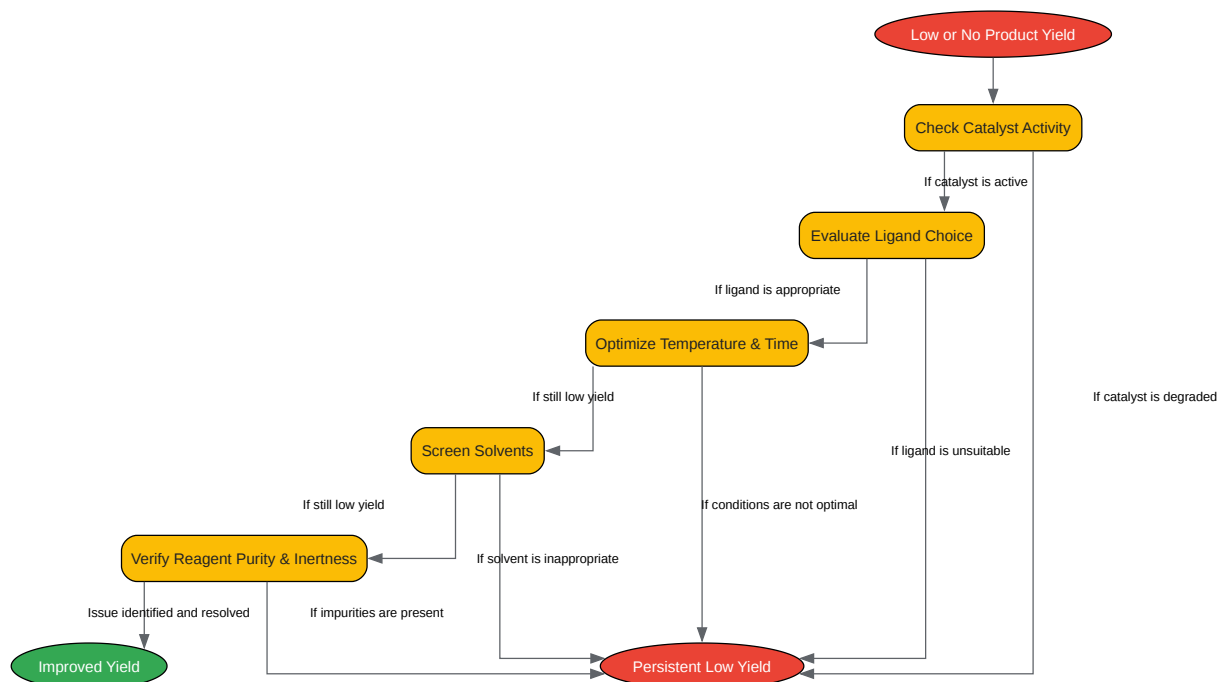 Low or No Product Yield
Check Catalyst Activity
If catalyst is active
Evaluate Ligand Choice
If ligand is appropriate
Optimize Temperature & Time
If still low yield
If catalyst is degraded
Screen Solvents
If ligand is unsuitable
If still low yield
If conditions are not optimal
Verify Reagent Purity & Inertness
If solvent is inappropriate
Issue identified and resolved
If impurities are present
Improved Yield
Persistent Low Yield